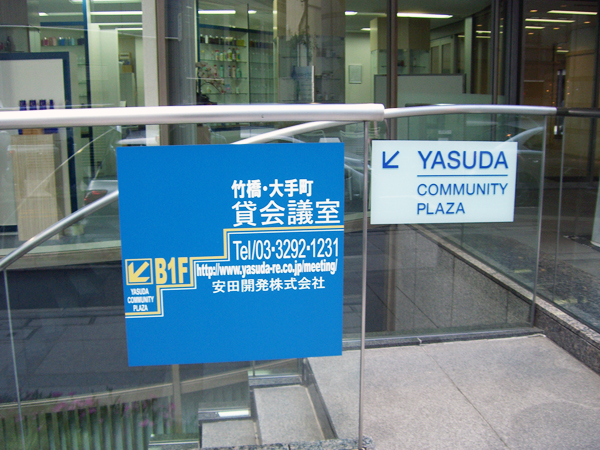 竹橋・大手町
貸会議室
Tel/03・3292・1231
B1F
http://www.yasuda-re.co.jp/meeting/
YASUDA
COMMUNITY
PLAZA
安田開発株式会社
YASUDA
COMMUNITY
PLAZA